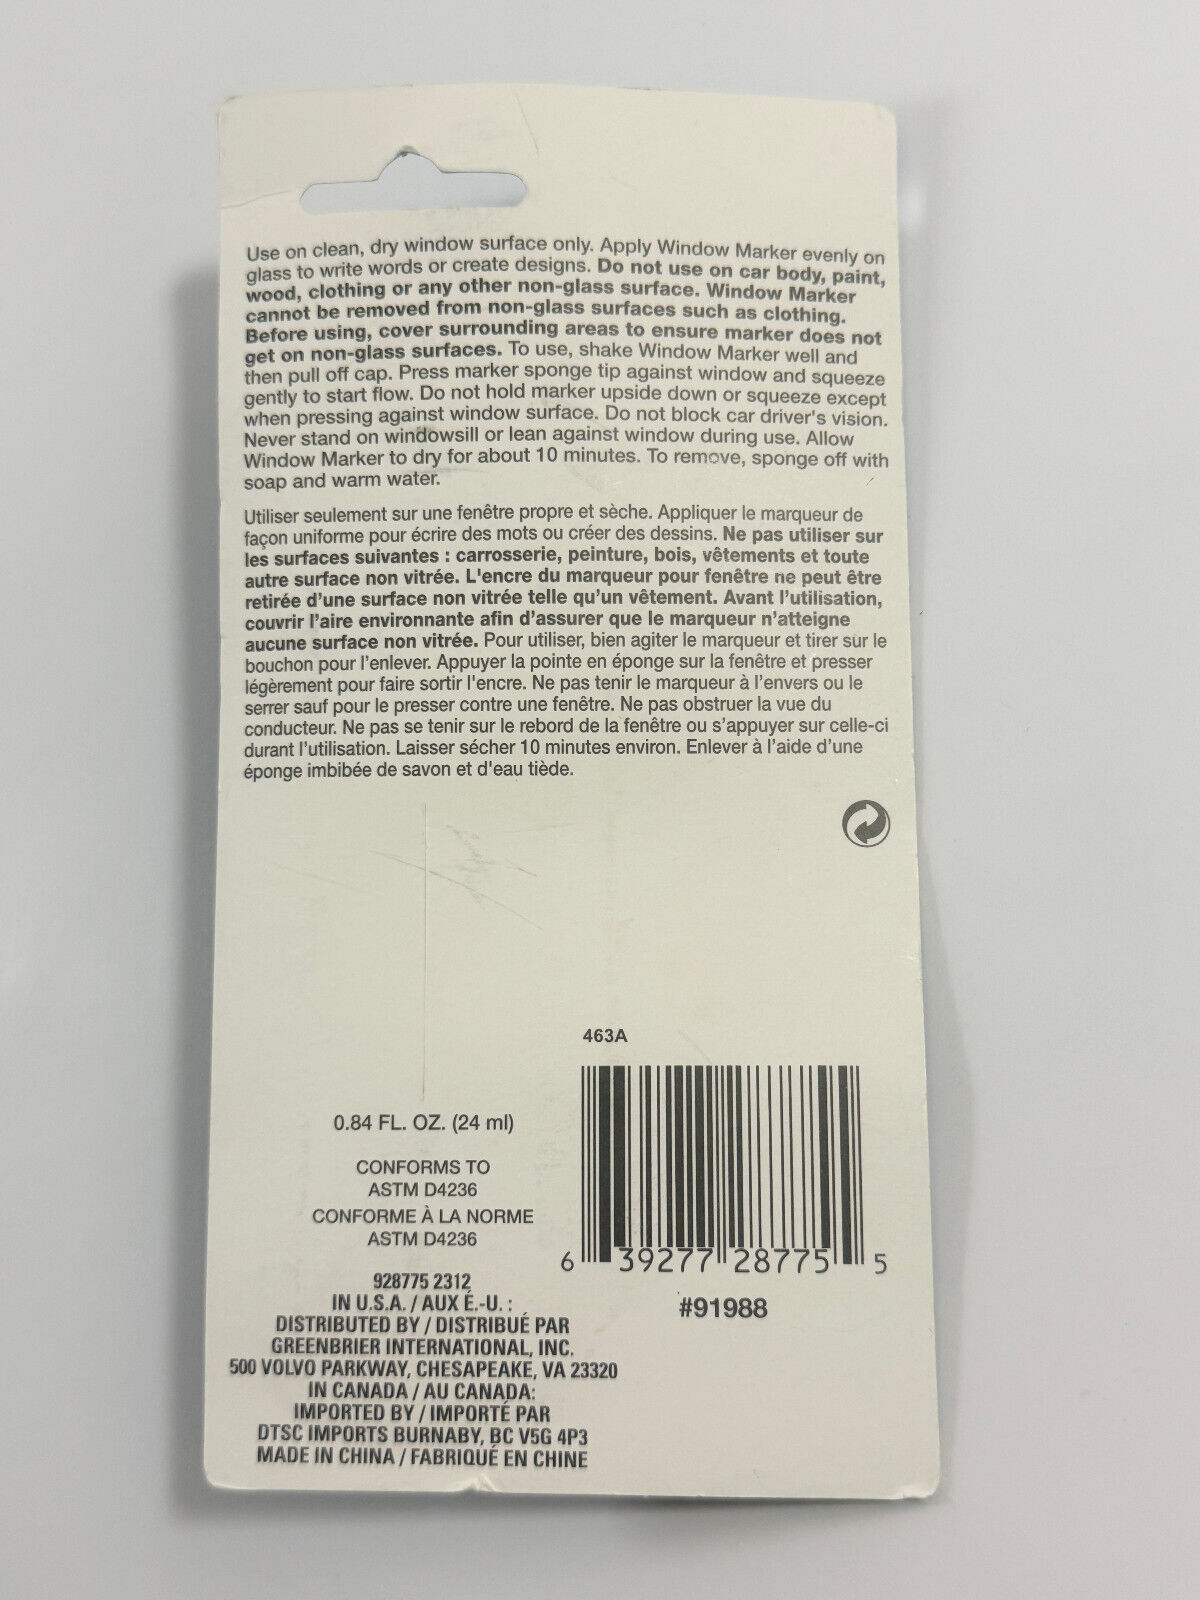 Use on clean, dry window surface only. Apply Window Marker evenly on
glass to write words or create designs. Do not use on car body, paint,
wood, clothing or any other non-glass surface. Window Marker
cannot be removed from non-glass surfaces such as clothing.
Before using, cover surrounding areas to ensure marker does not
get on non-glass surfaces. To use, shake Window Marker well and
then pull off cap. Press marker sponge tip against window and squeeze
gently to start flow. Do not hold marker upside down or squeeze except
when pressing against window surface. Do not block car driver's vision.
Never stand on windowsill or lean against window during use. Allow
Window Marker to dry for about 10 minutes. To remove, sponge off with
soap and warm water.
Utiliser seulement sur une fenêtre propre et sèche. Appliquer le marqueur de
façon uniforme pour écrire des mots ou créer des dessins. Ne pas utiliser sur
les surfaces suivantes : carrosserie, peinture, bois, vêtements et toute
autre surface non vitrée. L'encre du marqueur pour fenêtre ne peut être
retirée d'une surface non vitrée telle qu'un vêtement. Avant l'utilisation,
couvrir l'aire environnante afin d'assurer que le marqueur n'atteigne
aucune surface non vitrée. Pour utiliser, bien agiter le marqueur et tirer sur le
bouchon pour l'enlever. Appuyer la pointe en éponge sur la fenêtre et presser
légèrement pour faire sortir l'encre. Ne pas tenir le marqueur à l'envers ou le
serrer sauf pour le presser contre une fenêtre. Ne pas obstruer la vue du
conducteur. Ne pas se tenir sur le rebord de la fenêtre ou s'appuyer sur celle-ci
durant l'utilisation. Laisser sécher 10 minutes environ. Enlever à l'aide d'une
éponge imbibée de savon et d'eau tiède.
463A
0.84 FL. OZ. (24 ml)
CONFORMS TO
ASTM D4236
CONFORME À LA NORME
ASTM D4236
6 39277 28775 5
#91988
928775 2312
IN U.S.A. / AUX É.-U. :
DISTRIBUTED BY / DISTRIBUÉ PAR
GREENBRIER INTERNATIONAL, INC.
500 VOLVO PARKWAY, CHESAPEAKE, VA 23320
IN CANADA / AU CANADA:
IMPORTED BY / IMPORTÉ PAR
DTSC IMPORTS BURNABY, BC V5G 4P3
MADE IN CHINA / FABRIQUÉ EN CHINE